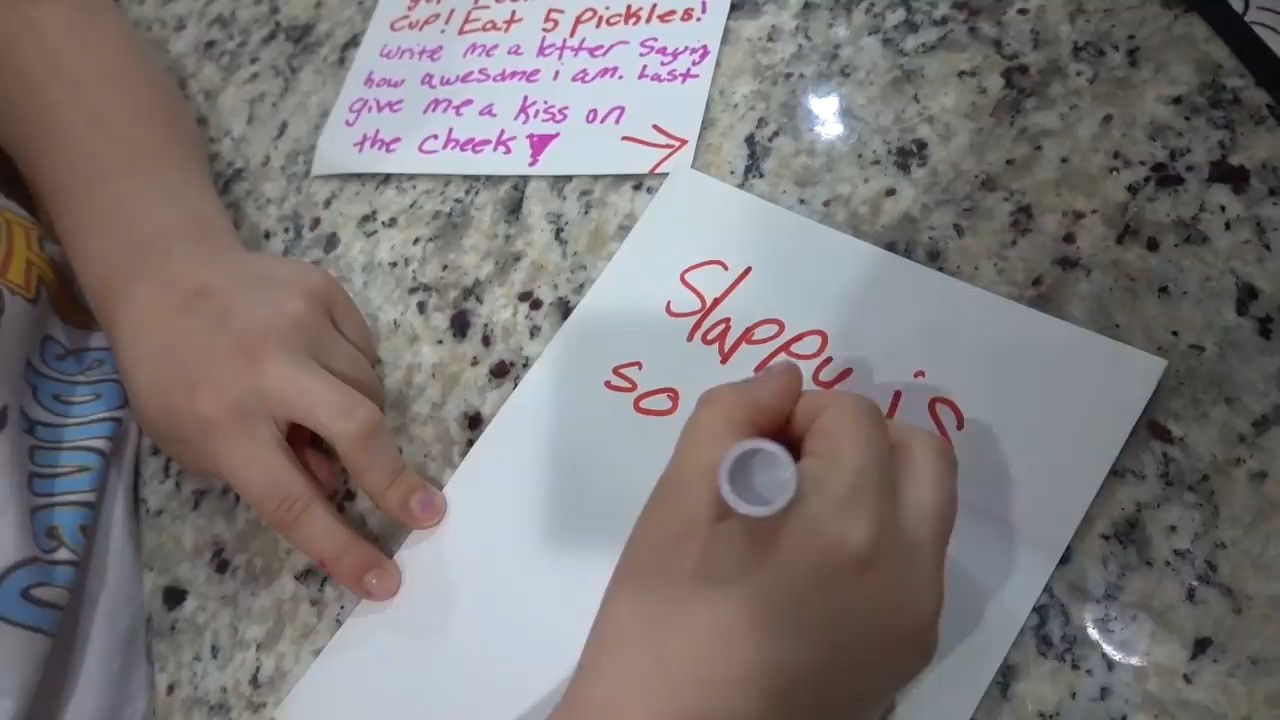 cup! Eat 5 Pickles!
Write me a letter Saying
how awesome i am. Last
give me a kiss on
the cheek
Slappy is
so